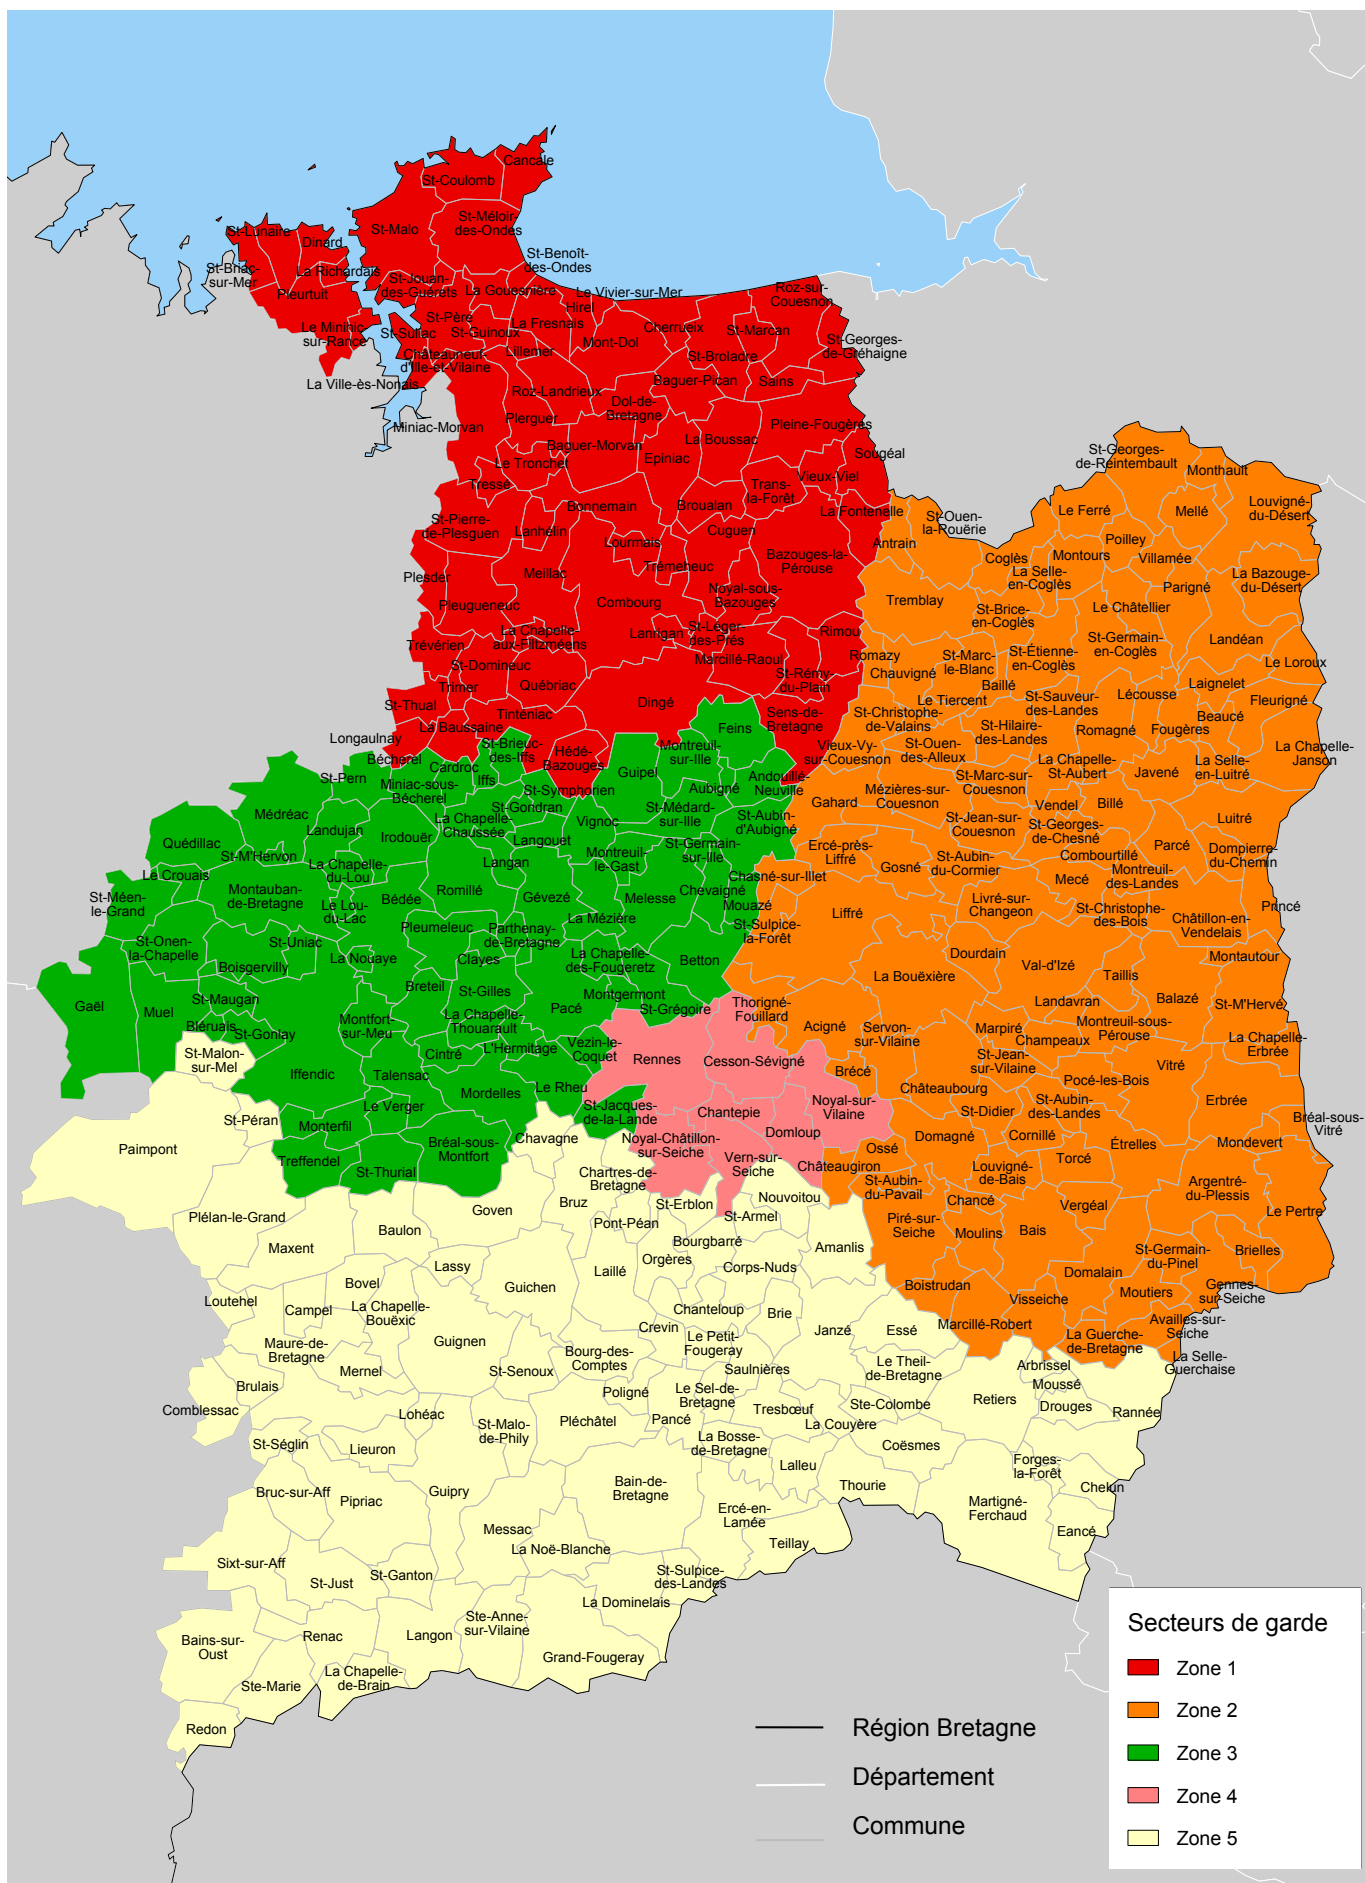 Cancale
St-Coulomb
St-Méloir-
des-Ondes
St-Malo
St-Lunaire
Dinard
St-Benoît-
des-Ondes
St-Briac-
sur-Mer
La Richardais
Pleurtuit
St-Jouan-
des-Guérets
La Gouesnière
Le Vivier-sur-Mer
Hirel
Roz-sur-
Couesnon
Le Minihic-
sur-Rance
St-Père
St-Suliac
St-Guinoux
La Fresnais
Cherrueix
St-Marcan
Mont-Dol
St-Georges-
de-Gréhaigne
Châteauneuf-
d'Ille-et-Vilaine
Lillemer
St-Broladre
La Ville-ès-Nonais
Roz-Landrieux
Baguer-Pican
Sains
Dol-de-
Bretagne
Miniac-Morvan
Plerguer
Pleine-Fougères
Baguer-Morvan
La Boussac
Sougéal
Epiniac
Le Tronchet
Tressé
Trans-
la-Forêt
Vieux-Viel
Bonnemain
Broualan
La Fontenelle
St-Pierre-
de-Plesguen
Lanhélin
Cuguen
Lourmais
Bazouges-la-
Pérouse
Trémeheuc
Plesder
Meillac
Pleugueneuc
Combourg
Noyal-sous-
Bazouges
La Chapelle-
aux-Filtzméens
Lanrigan
St-Léger-
des-Prés
Rimou
Trévérien
St-Domineuc
Marcillé-Raoul
St-Rémy-
du-Plain
Trimer
Québriac
St-Thual
Dingé
Tinténiac
La Baussaine
Sens-de-
Bretagne
Longaulnay
Hédé-
Bazouges
St-Georges-
de-Reintembault
Monthault
Louvigné-
du-Désert
Le Ferré
Mellé
St-Ouen-
la-Rouërie
Antrain
Poilley
Coglès
Montours
Villamée
La Selle-
en-Coglès
Parigné
La Bazouge-
du-Désert
Tremblay
St-Brice-
en-Coglès
Le Châtellier
St-Germain-
en-Coglès
Landéan
Romazy
St-Marc-
le-Blanc
St-Étienne-
en-Coglès
Le Loroux
Chauvigné
Baillé
Laignelet
Le Tiercent
St-Sauveur-
des-Landes
Lécousse
Fleurigné
St-Christophe-
de-Valains
St-Hilaire-
des-Landes
Romagné
Beaucé
Fougères
Vieux-Vy-
sur-Couesnon
St-Ouen-
des-Alleux
La Chapelle-
St-Aubert
La Selle-
en-Luitré
La Chapelle-
Janson
Javené
St-Marc-sur-
Couesnon
Gahard
Mézières-sur-
Couesnon
Vendel
Billé
St-Jean-sur-
Couesnon
St-Georges-
de-Chesné
Luitré
Ercé-près-
Liffré
Parcé
Dompierre-
du-Chemin
Gosné
St-Aubin-
du-Cormier
Combourtillé
Mecé
Montreuil-
des-Landes
Chasné-sur-Illet
Livré-sur-
Changeon
St-Christophe-
des-Bois
Princé
Mouazé
Liffré
Châtillon-en-
Vendelais
St-Sulpice-
la-Forêt
Dourdain
Montautour
La Bouëxière
Val-d'Izé
Taillis
Balazé
St-M'Hervé
Landavran
Acigné
Servon-
sur-Vilaine
Marpiré
Champeaux
Montreuil-sous-
Pérouse
La Chapelle-
Erbrée
St-Jean-
sur-Vilaine
Vitré
Brécé
Pocé-les-Bois
Châteaubourg
Erbrée
St-Aubin-
des-Landes
St-Didier
Bréal-sous-
Vitré
Domagné
Cornillé
Étrelles
Mondevert
Ossé
Torcé
Châteaugiron
Louvigné-
de-Bais
St-Aubin-
du-Pavail
Argentré-
du-Plessis
Chancé
Vergéal
Le Pertre
Piré-sur-
Seiche
Moulins
Bais
St-Germain-
du-Pinel
Brielles
Domalain
Boistrudan
Moutiers
Gennes-
sur-Seiche
Visseiche
Marcillé-Robert
Availles-sur-
Seiche
La Guerche-
de-Bretagne
La Selle-
Guerchaise
Feins
St-Brieuc-
des-Iffs
Montreuil-
sur-Ille
Bécherel
St-Pern
Cardroc
Iffs
Guipel
Andouillé-
Neuville
Miniac-sous-
Bécherel
St-Symphorien
Aubigné
St-Gondran
Médréac
La Chapelle-
Chaussée
Vignoc
St-Médard-
sur-Ille
St-Aubin-
d'Aubigné
Landujan
Irodouër
Langouet
Quédillac
St-M'Hervon
Langan
Montreuil-
le-Gast
St-Germain-
sur-Ille
Le Crouais
La Chapelle-
du-Lou
Chevaigné
St-Méen-
le-Grand
Montauban-
de-Bretagne
Bédée
Romillé
Gévezé
Melesse
Le Lou-
du-Lac
La Mézière
Pleumeleuc
Parthenay-
de-Bretagne
St-Onen-
la-Chapelle
St-Uniac
La Nouaye
Clayes
La Chapelle-
des-Fougeretz
Betton
Boisgervilly
Breteil
St-Gilles
Montgermont
Gaël
Muel
St-Maugan
Pacé
St-Grégoire
Bléruais
St-Gonlay
Montfort-
sur-Meu
La Chapelle-
Thouarault
Cintré
L'Hermitage
Vezin-le-
Coquet
Iffendic
Talensac
Mordelles
Le Rheu
Le Verger
St-Jacques-
de-la-Lande
Monterfil
Treffendel
St-Thurial
Bréal-sous-
Montfort
Thorigné-
Fouillard
Rennes
Cesson-Sévigné
Chantepie
Noyal-sur-
Vilaine
Domloup
Noyal-Châtillon-
sur-Seiche
Vern-sur-
Seiche
St-Malon-
sur-Mel
St-Péran
Paimpont
Chavagne
Chartres-de-
Bretagne
Nouvoitou
Plélan-le-Grand
Goven
Bruz
St-Erblon
St-Armel
Baulon
Pont-Péan
Maxent
Bourgbarré
Amanlis
Lassy
Laillé
Orgères
Corps-Nuds
Bovel
Guichen
Loutehel
Campel
La Chapelle-
Bouëxic
Chanteloup
Brie
Crevin
Janzé
Essé
Maure-de-
Bretagne
Guignen
Le Petit-
Fougeray
Mernel
St-Senoux
Bourg-des-
Comptes
Saulnières
Le Theil-
de-Bretagne
Arbrissel
Brulais
Poligné
Le Sel-de-
Bretagne
Moussé
Retiers
Drouges
Rannée
Comblessac
Lohéac
Tresbœuf
Ste-Colombe
St-Malo-
de-Phily
Pléchâtel
Pancé
La Couyère
St-Séglin
Lieuron
La Bosse-
de-Bretagne
Coësmes
Lalleu
Forges-
la-Forêt
Bruc-sur-Aff
Pipriac
Guipry
Bain-de-
Bretagne
Thourie
Chelun
Martigné-
Ferchaud
Ercé-en-
Lamée
Messac
Eancé
La Noë-Blanche
Teillay
Sixt-sur-Aff
St-Just
St-Ganton
St-Sulpice-
des-Landes
La Dominelais
Ste-Anne-
sur-Vilaine
Bains-sur-
Oust
Renac
Langon
Grand-Fougeray
La Chapelle-
de-Brain
Ste-Marie
Redon
Région Bretagne
Département
Commune
Secteurs de garde
Zone 1
Zone 2
Zone 3
Zone 4
Zone 5